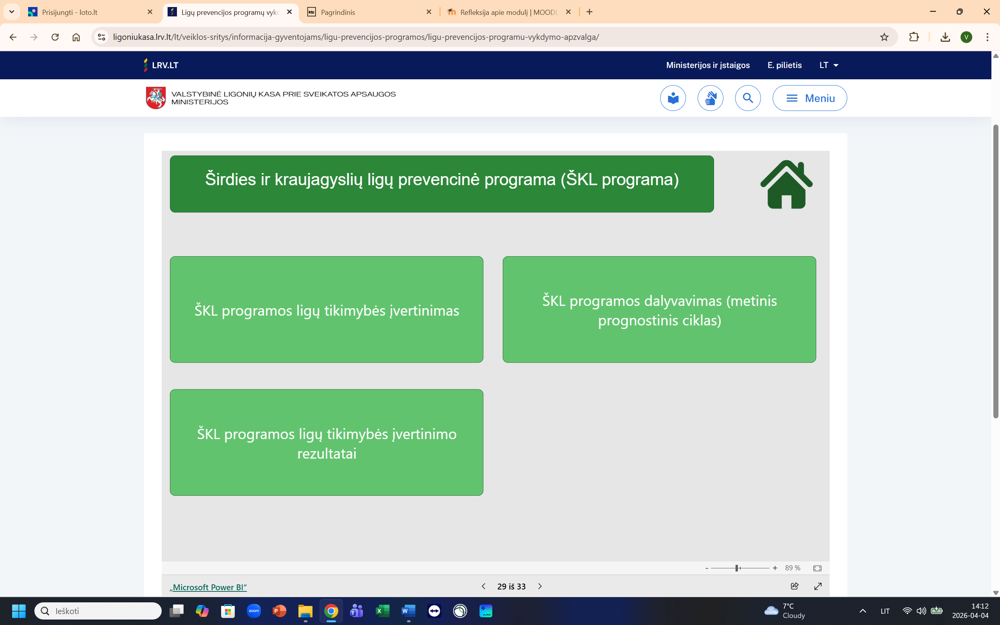 Prisijungti - loto.lt
Ligų prevencijos programų vyk
Pagrindinis
Refleksija apie modulį | MOODL
ligoniukasa.lrv.lt/lt/veiklos-sritys/informacija-gyventojams/ligu-prevencijos-programos/ligu-prevencijos-programu-vykdymo-apzvalga/
V
LRV.LT
Ministerijos ir įstaigos
E. pilietis
LT
VALSTYBINĖ LIGONIŲ KASA PRIE SVEIKATOS APSAUGOS
MINISTERIJOS
Meniu
Širdies ir kraujagyslių ligų prevencinė programa (ŠKL programa)
ŠKL programos ligų tikimybės įvertinimas
ŠKL programos dalyvavimas (metinis
prognostinis ciklas)
ŠKL programos ligų tikimybės įvertinimo
rezultatai
- + 89 %
„Microsoft Power BI“
29 iš 33
Ieškoti
zoom
7°C
Cloudy
LIT
14:12
2026-04-04